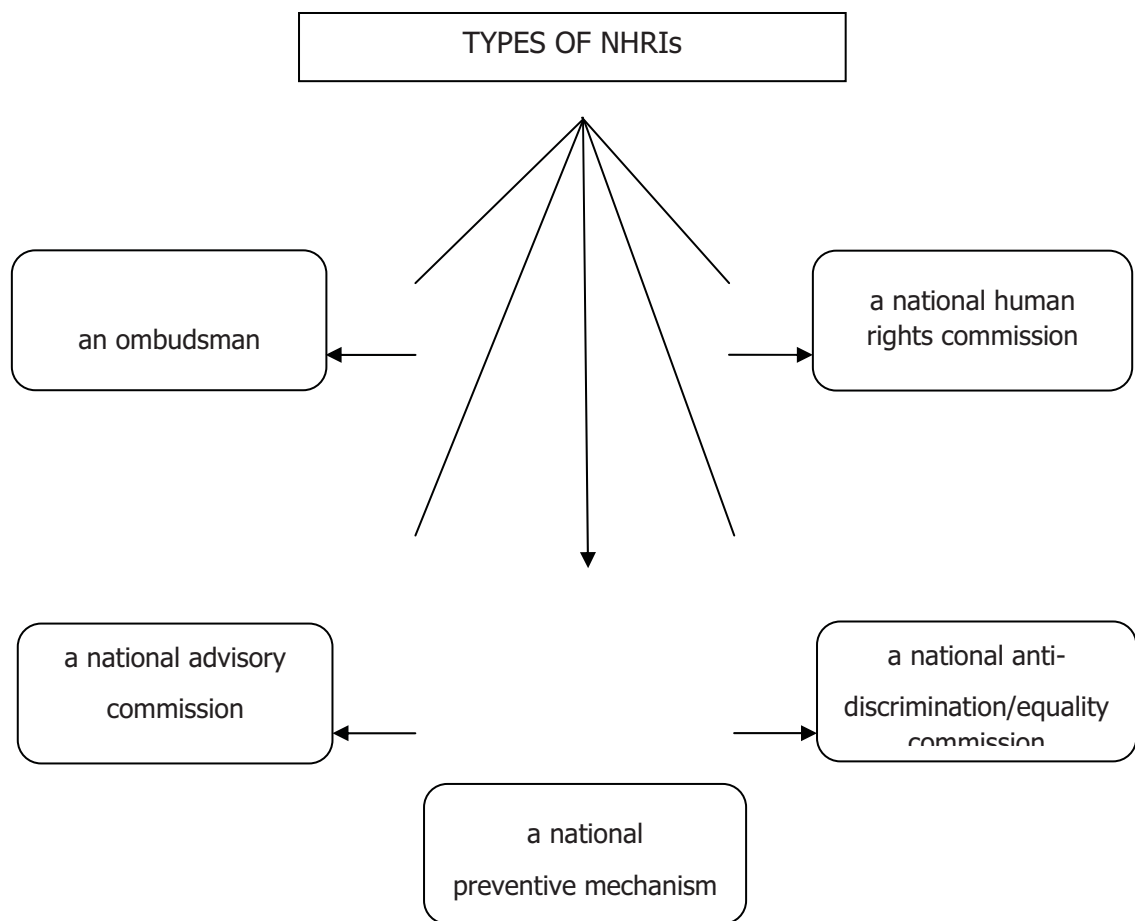 TYPES OF NHRIs
an ombudsman
a national human
rights commission
a national advisory
commission
a national anti-
discrimination/equality
commission
a national
preventive mechanism